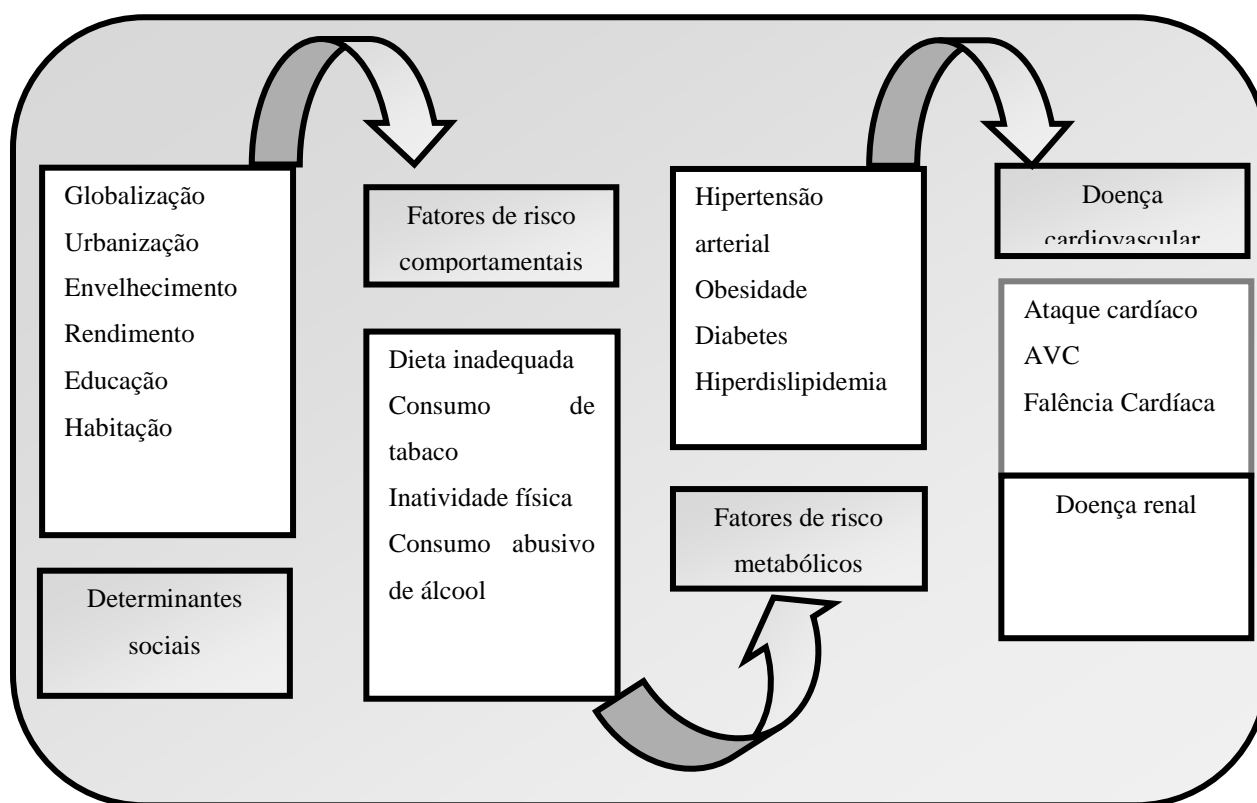 Globalização
Urbanização
Envelhecimento
Rendimento
Educação
Habitação
Determinantes
sociais
Fatores de risco
comportamentais
Dieta inadequada
Consumo de
tabaco
Inatividade física
Consumo abusivo
de álcool
Hipertensão
arterial
Obesidade
Diabetes
Hiperdislipidemia
Fatores de risco
metabólicos
Doença
cardiovascular
Ataque cardíaco
AVC
Falência Cardíaca
Doença renal